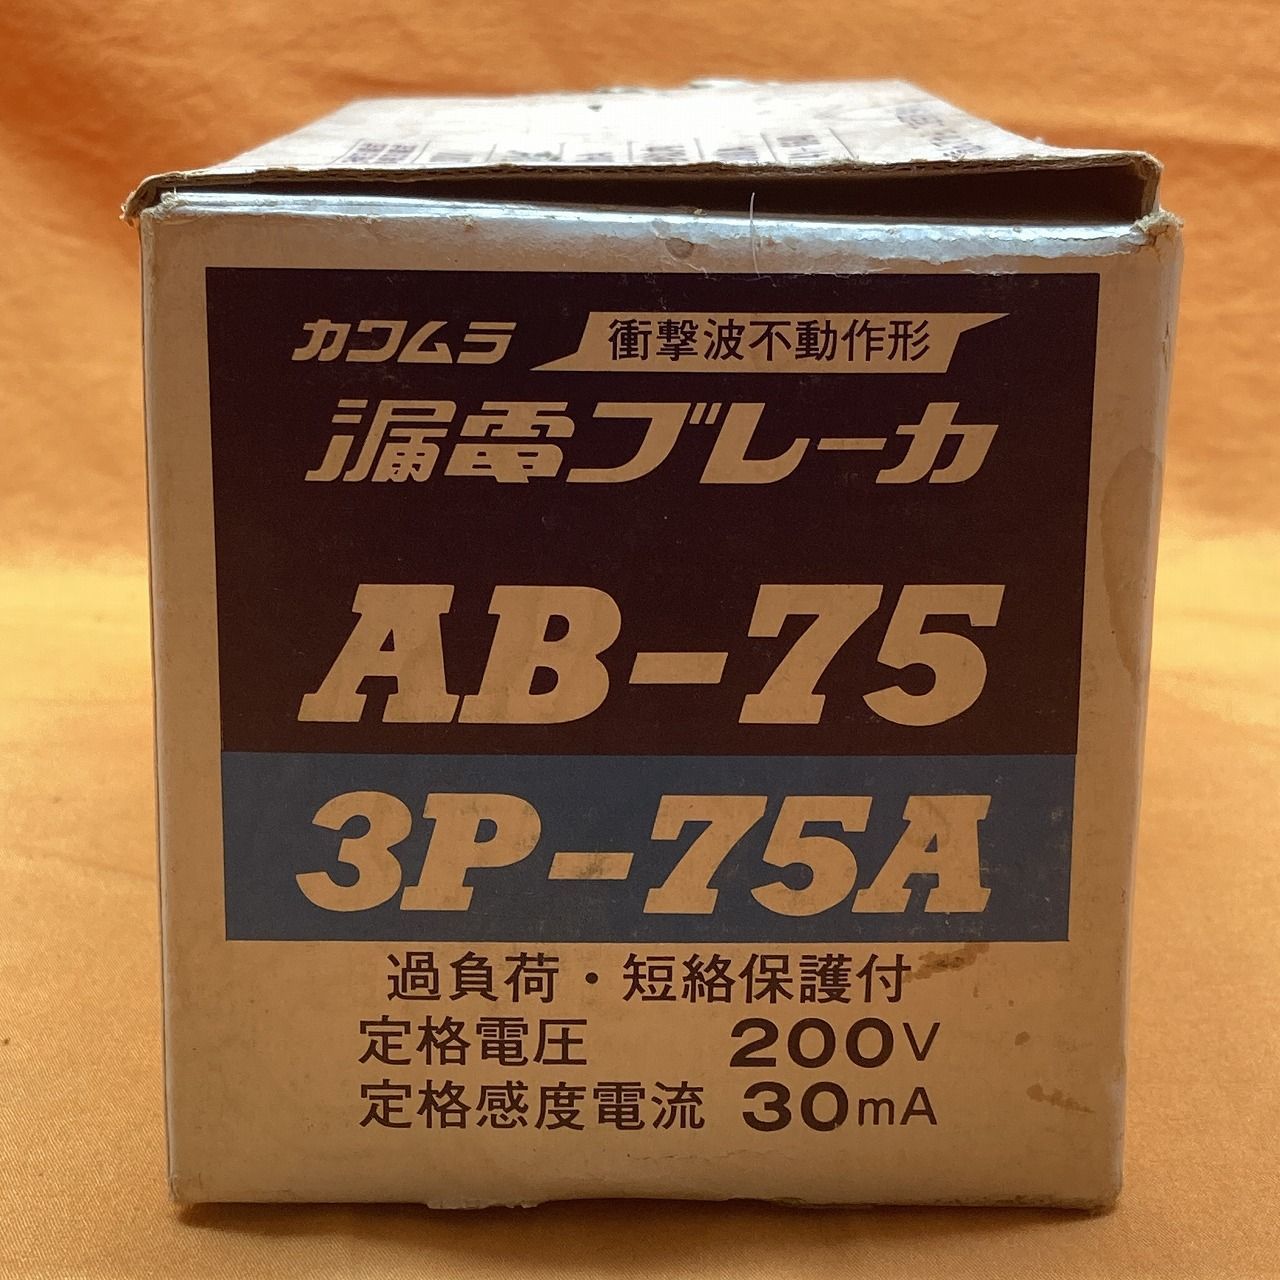 カワムラ 衝撃波不動作形
漏電ブレーカ
AB-75
3P-75A
過負荷・短絡保護付
定格電圧 200V
定格感度電流 30mA